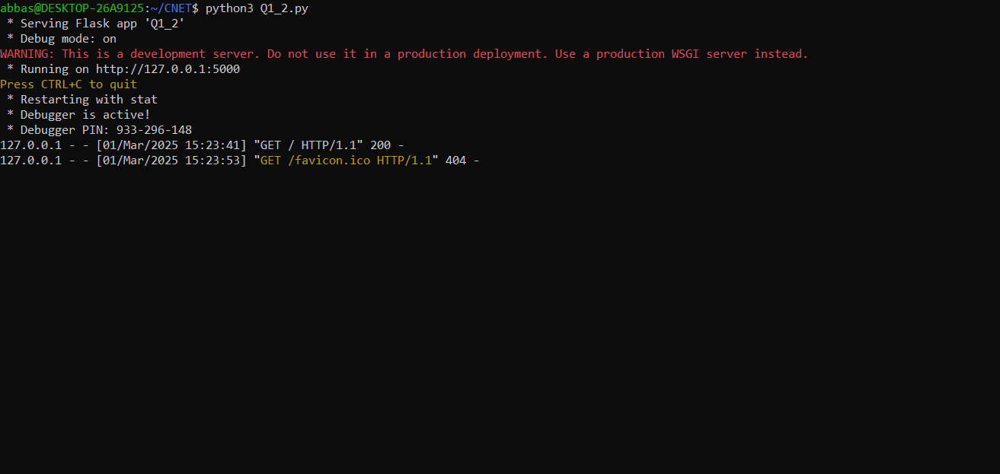 abbas@DESKTOP-26A9125:~/CNET$ python3 Q1_2.py
 * Serving Flask app 'Q1_2'
 * Debug mode: on
WARNING: This is a development server. Do not use it in a production deployment. Use a production WSGI server instead.
 * Running on http://127.0.0.1:5000
Press CTRL+C to quit
 * Restarting with stat
 * Debugger is active!
 * Debugger PIN: 933-296-148
127.0.0.1 - - [01/Mar/2025 15:23:41] "GET / HTTP/1.1" 200 -
127.0.0.1 - - [01/Mar/2025 15:23:53] "GET /favicon.ico HTTP/1.1" 404 -